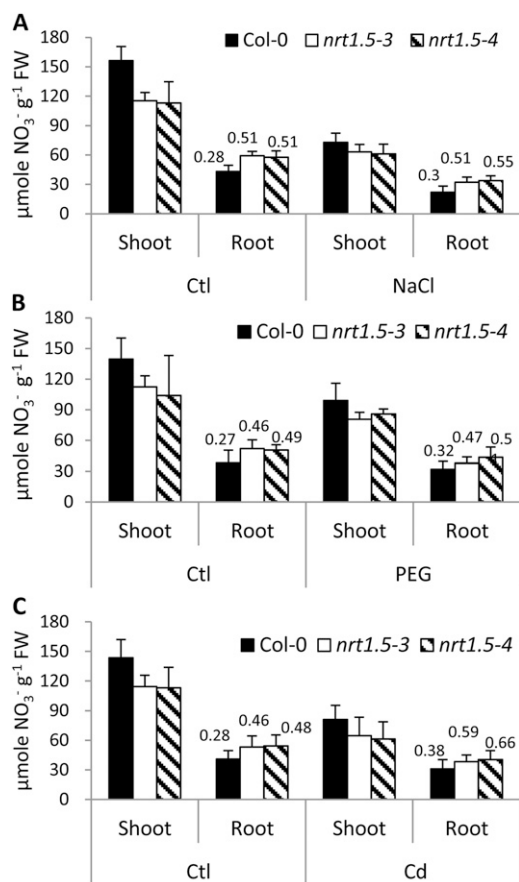 A
µmole NO3- g-1 FW
180
150
120
90
60
30
0
Col-0 nrt1.5-3 nrt1.5-4
0.28 0.51 0.51
0.3 0.51 0.55
Shoot Root Shoot Root
Ctl NaCl
B
µmole NO3- g-1 FW
180
150
120
90
60
30
0
Col-0 nrt1.5-3 nrt1.5-4
0.27 0.46 0.49
0.32 0.47 0.5
Shoot Root Shoot Root
Ctl PEG
C
µmole NO3- g-1 FW
180
150
120
90
60
30
0
Col-0 nrt1.5-3 nrt1.5-4
0.28 0.46 0.48
0.38 0.59 0.66
Shoot Root Shoot Root
Ctl Cd